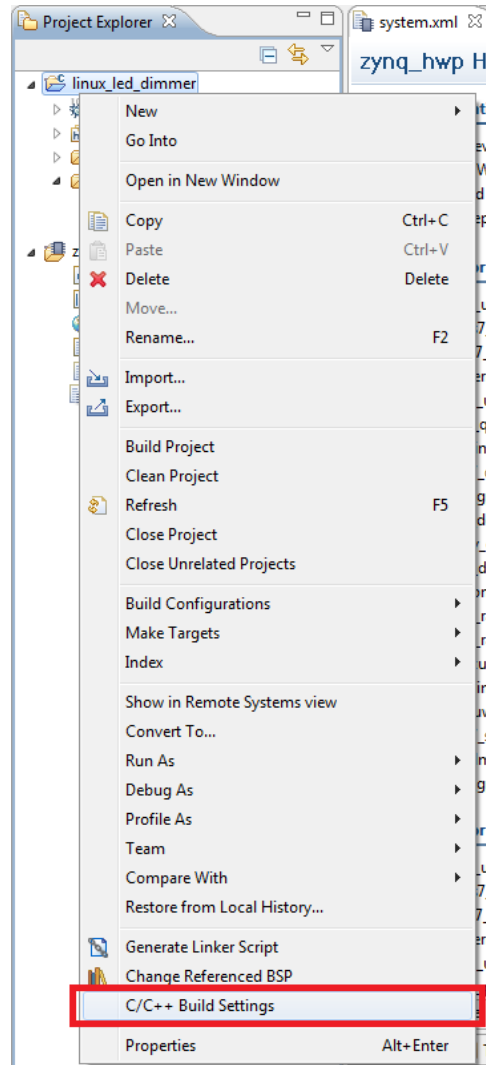 Project Explorer
system.xml
zynq_hwp H
linux_led_dimmer
New
Go Into
Open in New Window
Copy Ctrl+C
Paste Ctrl+V
Delete Delete
Move...
Rename... F2
Import...
Export...
Build Project
Clean Project
Refresh F5
Close Project
Close Unrelated Projects
Build Configurations
Make Targets
Index
Show in Remote Systems view
Convert To...
Run As
Debug As
Profile As
Team
Compare With
Restore from Local History...
Generate Linker Script
Change Referenced BSP
C/C++ Build Settings
Properties Alt+Enter